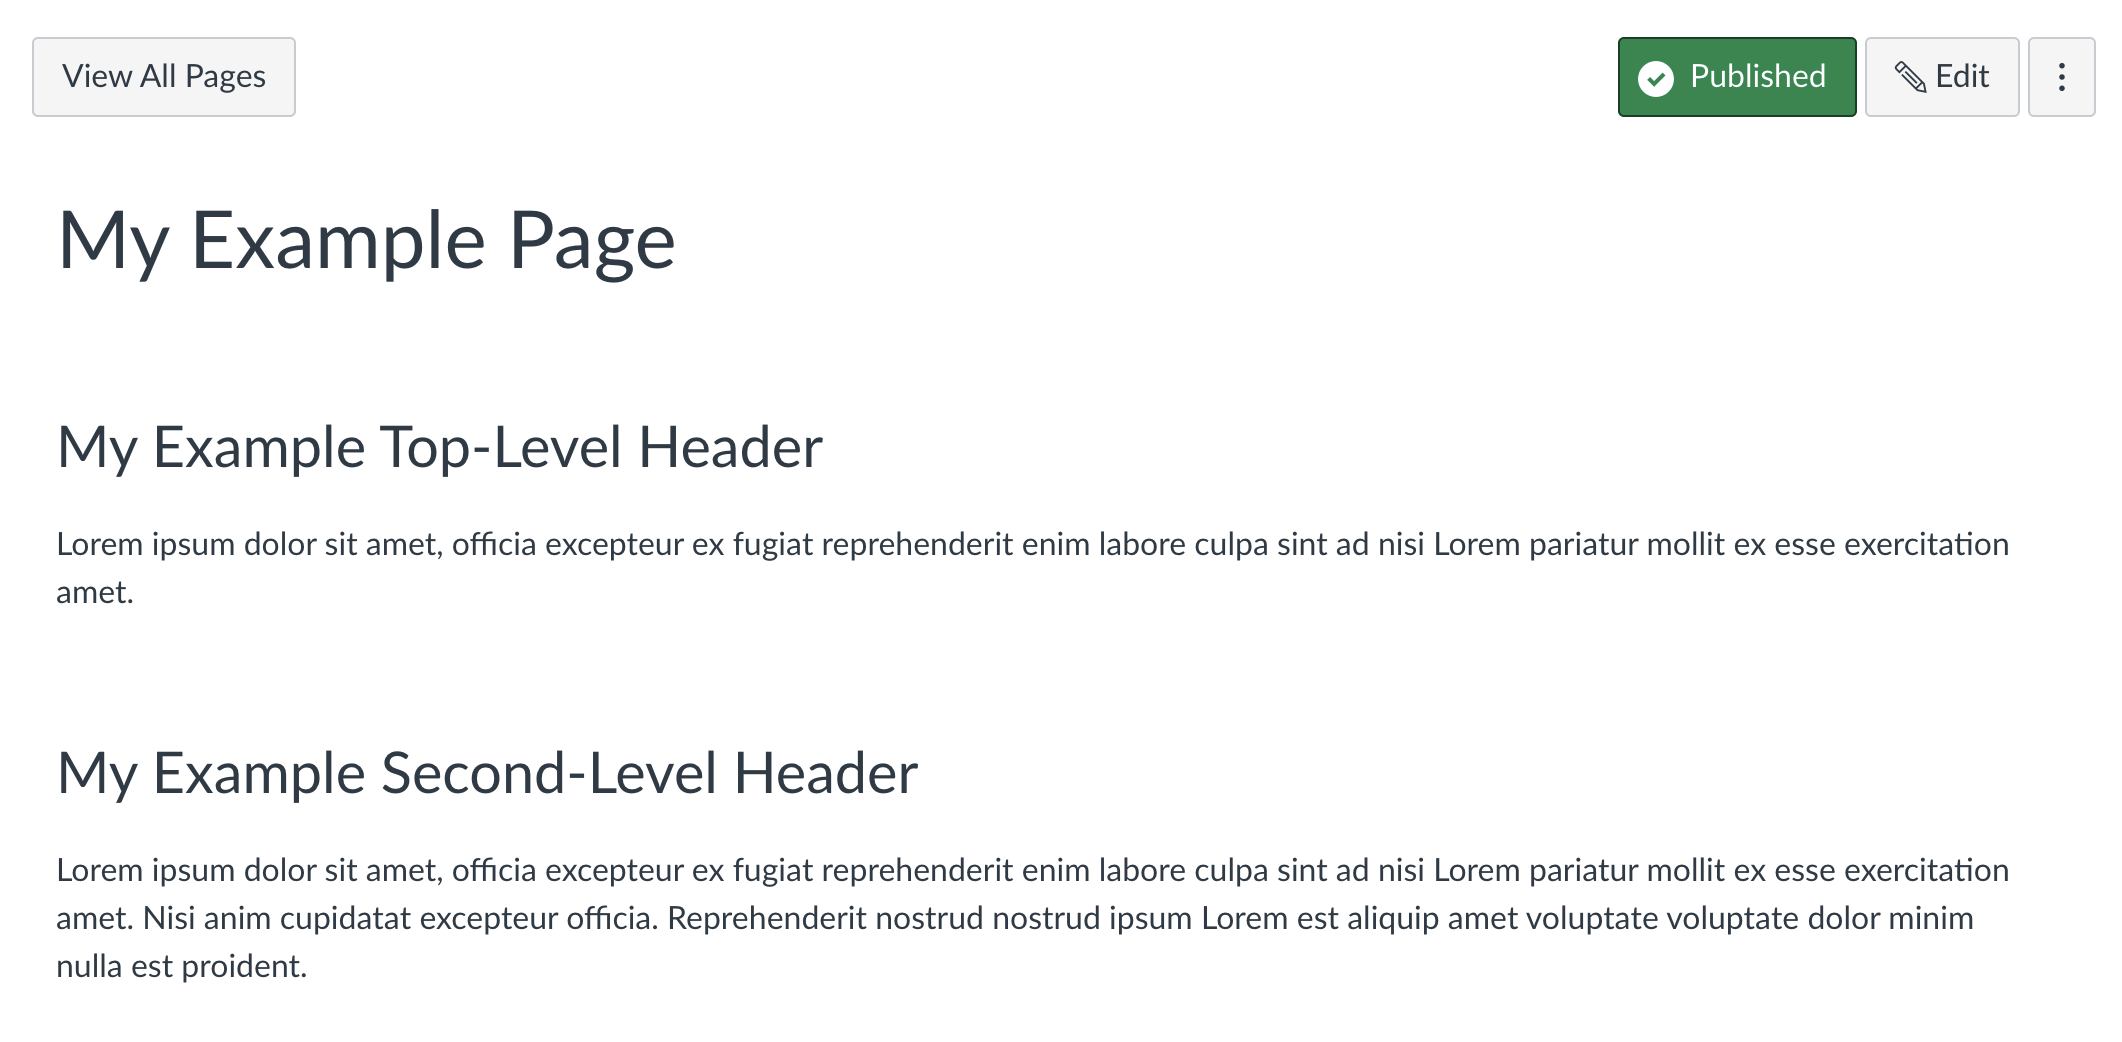 View All Pages
Published
Edit
My Example Page
My Example Top-Level Header
Lorem ipsum dolor sit amet, officia excepteur ex fugiat reprehenderit enim labore culpa sint ad nisi Lorem pariatur mollit ex esse exercitation
amet.
My Example Second-Level Header
Lorem ipsum dolor sit amet, officia excepteur ex fugiat reprehenderit enim labore culpa sint ad nisi Lorem pariatur mollit ex esse exercitation
amet. Nisi anim cupidatat excepteur officia. Reprehenderit nostrud nostrud ipsum Lorem est aliquip amet voluptate voluptate dolor minim
nulla est proident.